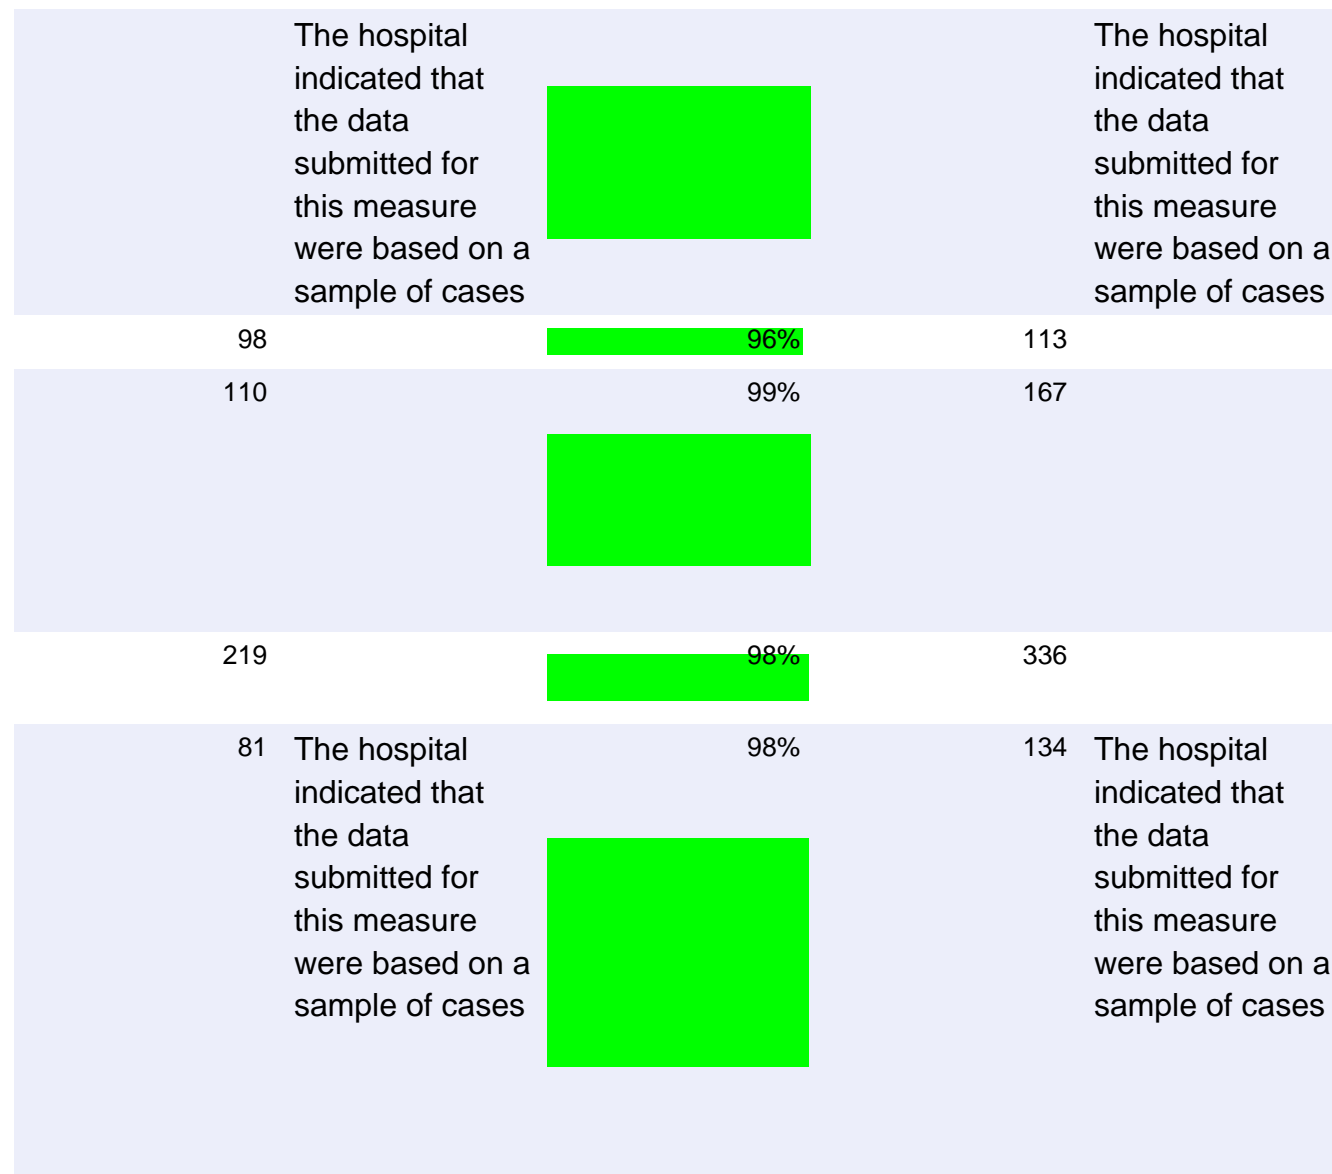 The hospital
indicated that
the data
submitted for
this measure
were based on a
sample of cases
The hospital
indicated that
the data
submitted for
this measure
were based on a
sample of cases
98 96% 113
110 99% 167
219 98% 336
81 The hospital
indicated that
the data
submitted for
this measure
were based on a
sample of cases
98%
134 The hospital
indicated that
the data
submitted for
this measure
were based on a
sample of cases